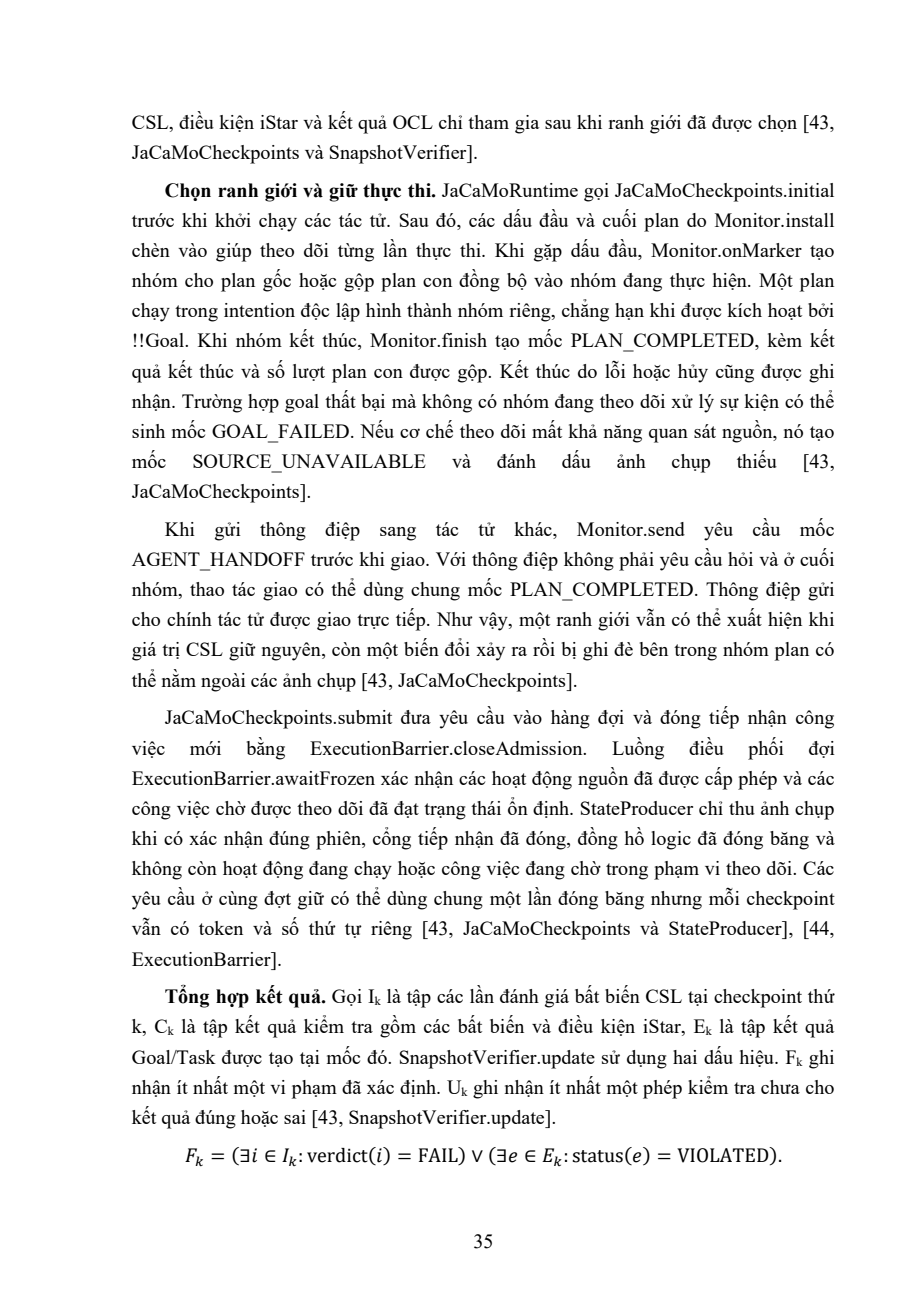 CSL, điều kiện iStar và kết quả OCL chỉ tham gia sau khi ranh giới đã được chọn [43,
JaCaMoCheckpoints và SnapshotVerifier].
Chọn ranh giới và giữ thực thi. JaCaMoRuntime gọi JaCaMoCheckpoints.initial
trước khi khởi chạy các tác tử. Sau đó, các dấu đầu và cuối plan do Monitor.install
chèn vào giúp theo dõi từng lần thực thi. Khi gặp dấu đầu, Monitor.onMarker tạo
nhóm cho plan gốc hoặc gộp plan con đồng bộ vào nhóm đang thực hiện. Một plan
chạy trong intention độc lập hình thành nhóm riêng, chẳng hạn khi được kích hoạt bởi
!!Goal. Khi nhóm kết thúc, Monitor.finish tạo mốc PLAN_COMPLETED, kèm kết
quả kết thúc và số lượt plan con được gộp. Kết thúc do lỗi hoặc hủy cũng được ghi
nhận. Trường hợp goal thất bại mà không có nhóm đang theo dõi xử lý sự kiện có thể
sinh mốc GOAL_FAILED. Nếu cơ chế theo dõi mất khả năng quan sát nguồn, nó tạo
mốc SOURCE_UNAVAILABLE và đánh dấu ảnh chụp thiếu [43,
JaCaMoCheckpoints].
Khi gửi thông điệp sang tác tử khác, Monitor.send yêu cầu mốc
AGENT_HANDOFF trước khi giao. Với thông điệp không phải yêu cầu hỏi và ở cuối
nhóm, thao tác giao có thể dùng chung mốc PLAN_COMPLETED. Thông điệp gửi
cho chính tác tử được giao trực tiếp. Như vậy, một ranh giới vẫn có thể xuất hiện khi
giá trị CSL giữ nguyên, còn một biến đổi xảy ra rồi bị ghi đè bên trong nhóm plan có
thể nằm ngoài các ảnh chụp [43, JaCaMoCheckpoints].
JaCaMoCheckpoints.submit đưa yêu cầu vào hàng đợi và đóng tiếp nhận công
việc mới bằng ExecutionBarrier.closeAdmission. Luồng điều phối đợi
ExecutionBarrier.awaitFrozen xác nhận các hoạt động nguồn đã được cấp phép và các
công việc chờ được theo dõi đã đạt trạng thái ổn định. StateProducer chỉ thu ảnh chụp
khi có xác nhận đúng phiên, cổng tiếp nhận đã đóng, đồng hồ logic đã đóng băng và
không còn hoạt động đang chạy hoặc công việc đang chờ trong phạm vi theo dõi. Các
yêu cầu ở cùng đợt giữ có thể dùng chung một lần đóng băng nhưng mỗi checkpoint
vẫn có token và số thứ tự riêng [43, JaCaMoCheckpoints và StateProducer], [44,
ExecutionBarrier].
Tổng hợp kết quả. Gọi Iₖ là tập các lần đánh giá bất biến CSL tại checkpoint thứ
k, Cₖ là tập kết quả kiểm tra gồm các bất biến và điều kiện iStar, Eₖ là tập kết quả
Goal/Task được tạo tại mốc đó. SnapshotVerifier.update sử dụng hai dấu hiệu. Fₖ ghi
nhận ít nhất một vi phạm đã xác định. Uₖ ghi nhận ít nhất một phép kiểm tra chưa cho
kết quả đúng hoặc sai [43, SnapshotVerifier.update].
𝐹ₖ = (∃𝑖 ∈ 𝐼ₖ: verdict(𝑖) = FAIL) ∨ (∃𝑒 ∈ 𝐸ₖ: status(𝑒) = VIOLATED).
35